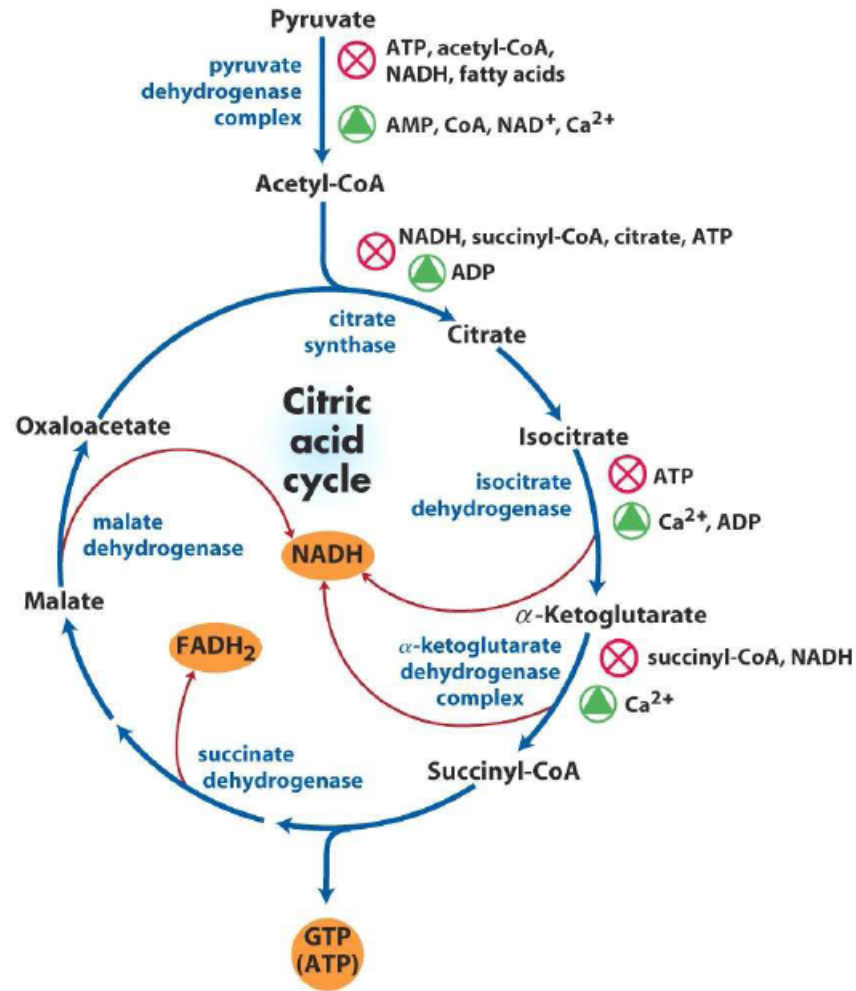 Pyruvate
ATP, acetyl-CoA,
NADH, fatty acids
pyruvate
dehydrogenase
complex
AMP, CoA, NAD⁺, Ca²⁺
Acetyl-CoA
NADH, succinyl-CoA, citrate, ATP
ADP
citrate
synthase
Citrate
Citric
acid
cycle
Oxaloacetate
Isocitrate
isocitrate
dehydrogenase
ATP
Ca²⁺, ADP
malate
dehydrogenase
NADH
Malate
α-Ketoglutarate
FADH₂
α-ketoglutarate
dehydrogenase
complex
succinyl-CoA, NADH
Ca²⁺
succinate
dehydrogenase
Succinyl-CoA
GTP
(ATP)